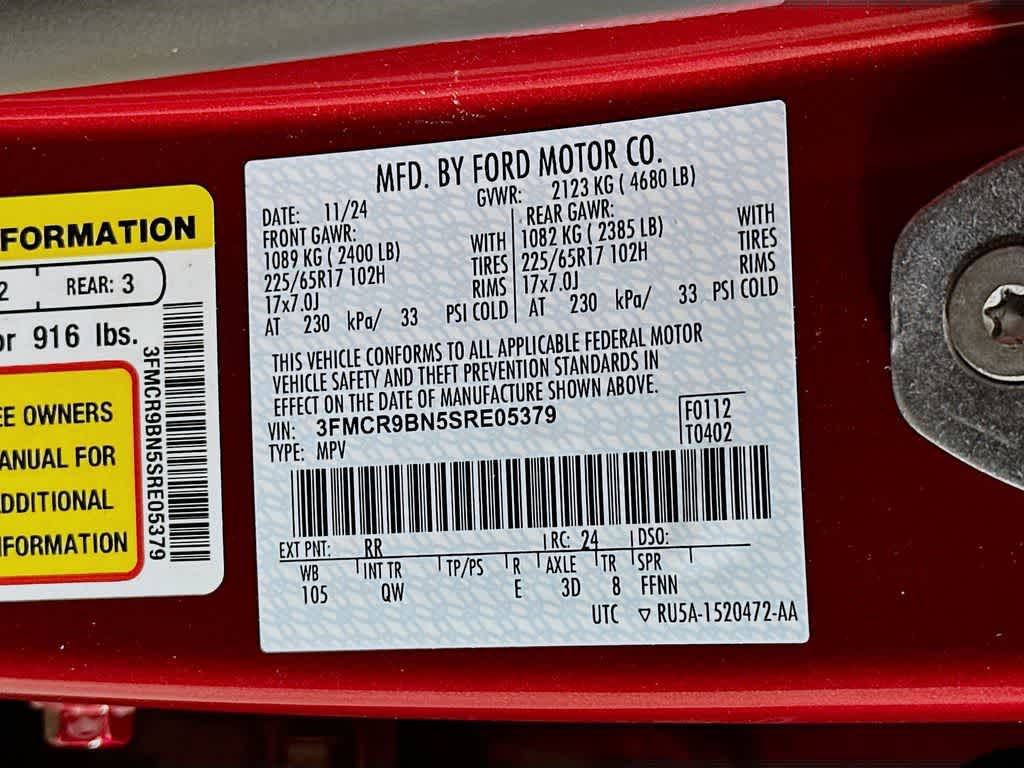 FORMATION
2 REAR: 3
or 916 lbs.
EE OWNERS
ANUAL FOR
DDITIONAL
NFORMATION
3FMCR9BN5SRE05379
MFD. BY FORD MOTOR CO.
DATE: 11/24 GVWR: 2123 KG ( 4680 LB)
FRONT GAWR: REAR GAWR:
1089 KG ( 2400 LB) WITH 1082 KG ( 2385 LB) WITH
225/65R17 102H TIRES 225/65R17 102H TIRES
17x7.0J RIMS 17x7.0J RIMS
AT 230 kPa/ 33 PSI COLD AT 230 kPa/ 33 PSI COLD
THIS VEHICLE CONFORMS TO ALL APPLICABLE FEDERAL MOTOR
VEHICLE SAFETY AND THEFT PREVENTION STANDARDS IN
EFFECT ON THE DATE OF MANUFACTURE SHOWN ABOVE.
VIN: 3FMCR9BN5SRE05379 F0112
TYPE: MPV T0402
EXT PNT: RR RC: 24 DSO:
WB INT TR TP/PS R AXLE TR SPR
105 QW E 3D 8 FFNN
UTC ▽ RU5A-1520472-AA